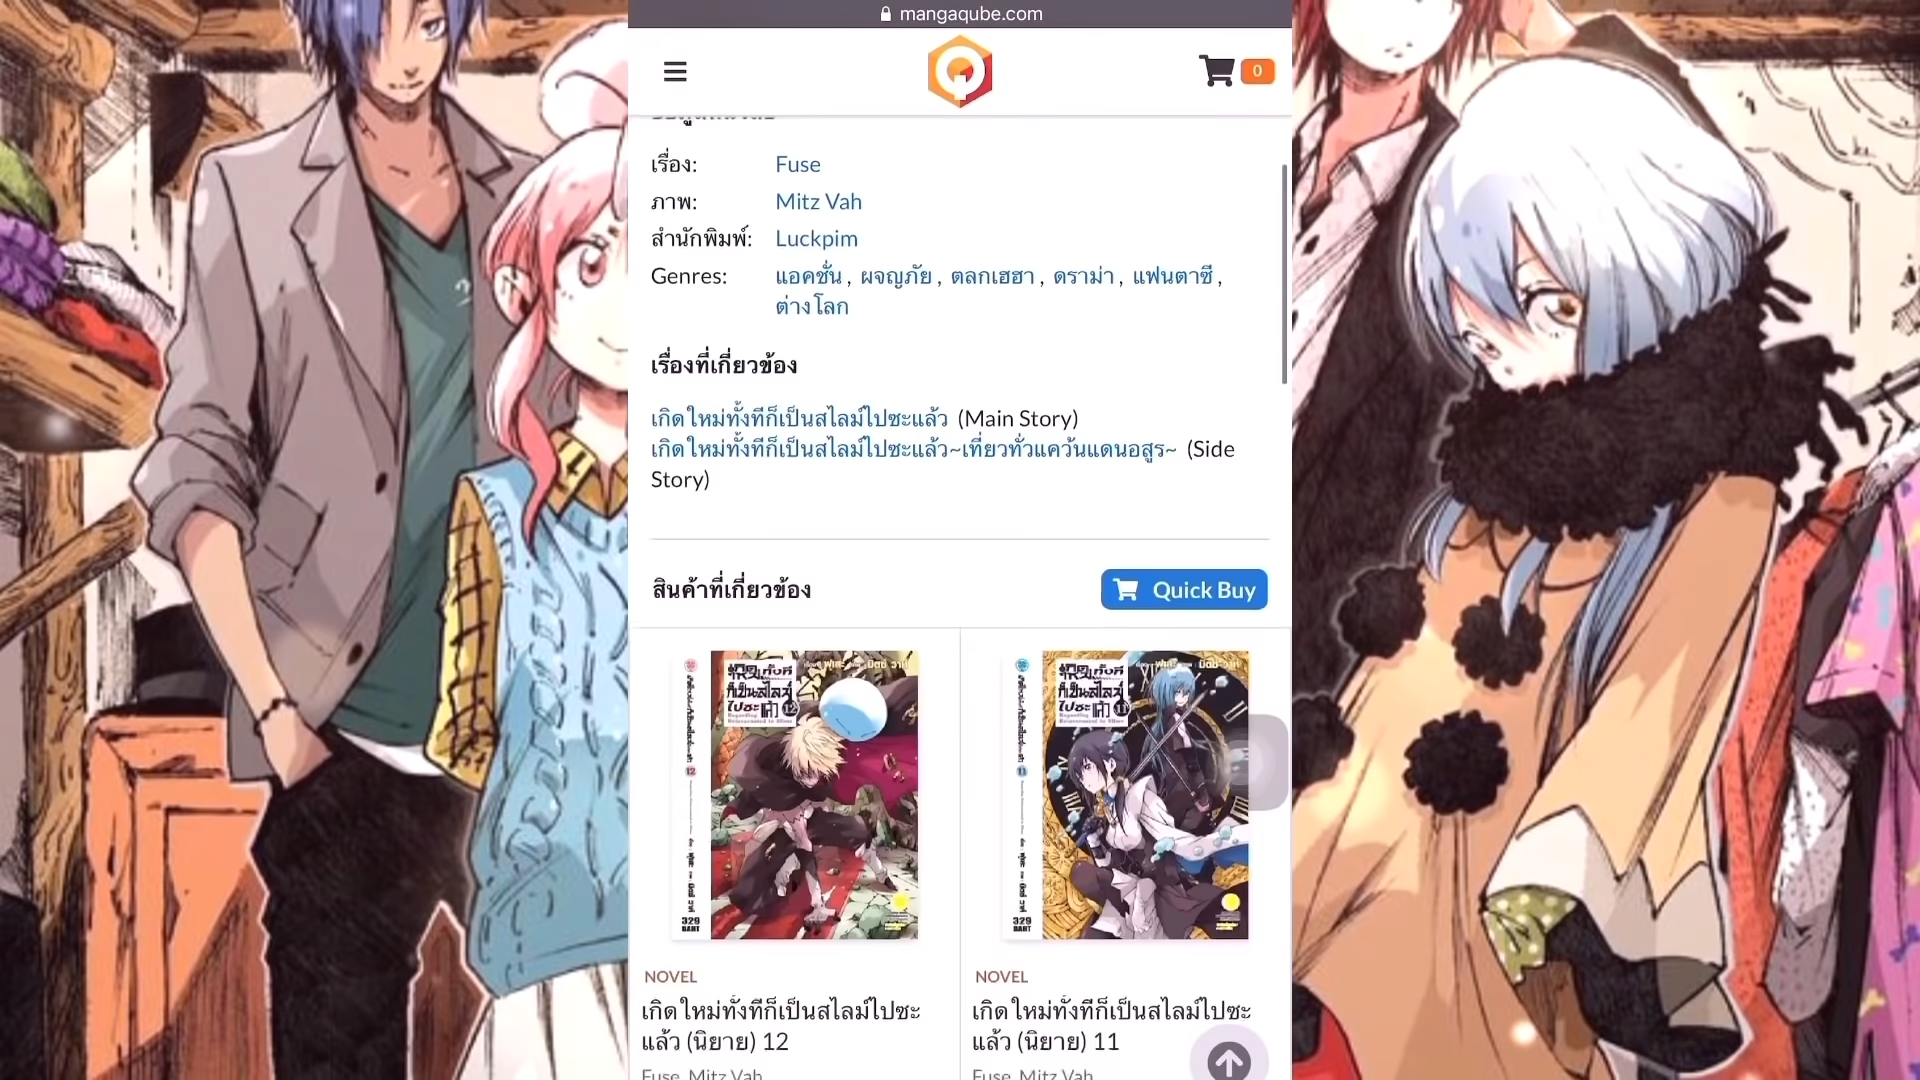 mangaqube.com
0
เรื่อง: Fuse
ภาพ: Mitz Vah
สำนักพิมพ์: Luckpim
Genres: แอคชั่น , ผจญภัย , ตลกเฮฮา , ดราม่า , แฟนตาซี ,
ต่างโลก
เรื่องที่เกี่ยวข้อง
เกิดใหม่ทั้งทีก็เป็นสไลม์ไปซะแล้ว (Main Story)
เกิดใหม่ทั้งทีก็เป็นสไลม์ไปซะแล้ว~เที่ยวทั่วแคว้นแดนอสูร~ (Side
Story)
สินค้าที่เกี่ยวข้อง
Quick Buy
12
329
BAHT
11
329
BAHT
NOVEL
เกิดใหม่ทั้งทีก็เป็นสไลม์ไปซะ
แล้ว (นิยาย) 12
Fuse, Mitz Vah
NOVEL
เกิดใหม่ทั้งทีก็เป็นสไลม์ไปซะ
แล้ว (นิยาย) 11
Fuse, Mitz Vah